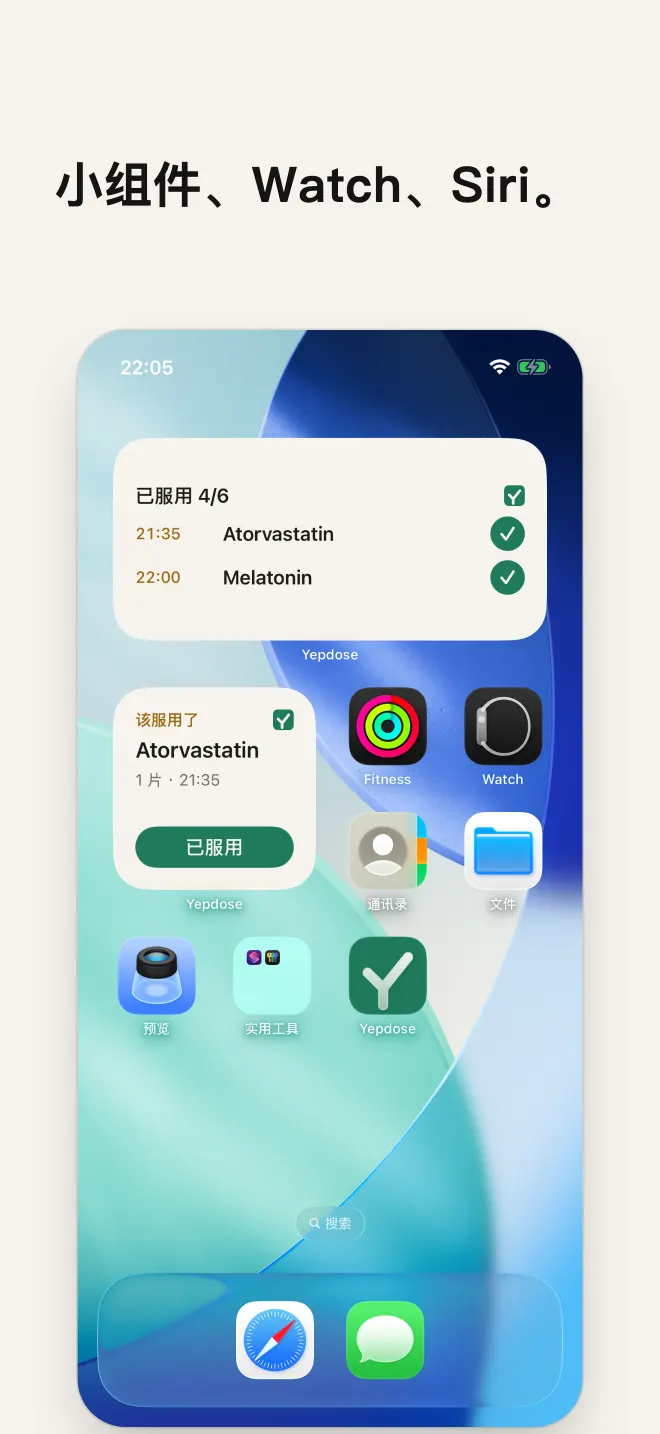 小组件、Watch、Siri。
22:05
已服用 4/6
21:35 Atorvastatin
22:00 Melatonin
Yepdose
该服用了
Atorvastatin
1 片 · 21:35
已服用
Yepdose
Fitness
Watch
通讯录
文件
预览
实用工具
Yepdose
搜索